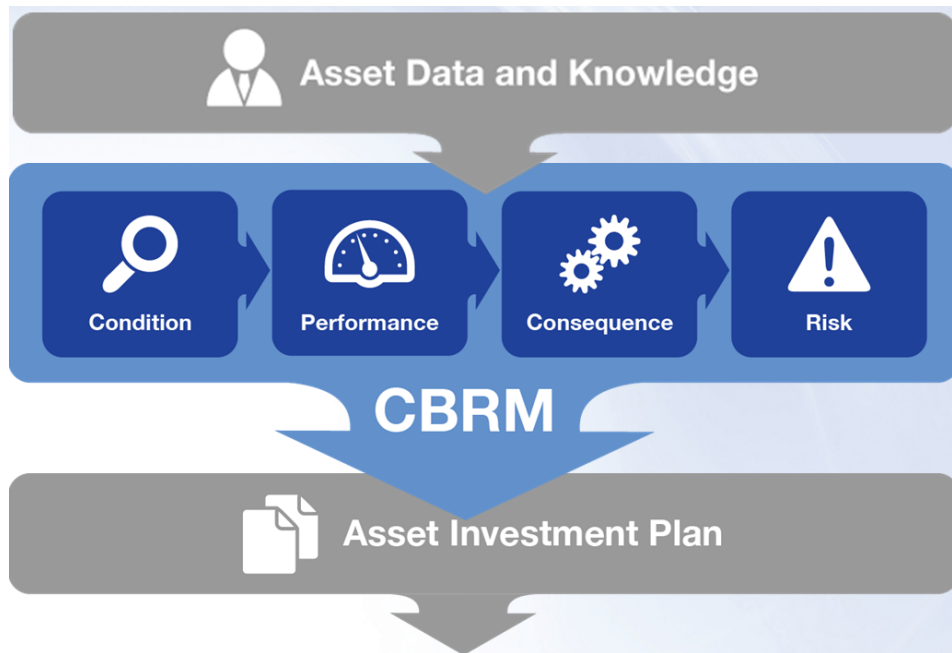 Asset Data and Knowledge
Condition
Performance
Consequence
Risk
CBRM
Asset Investment Plan